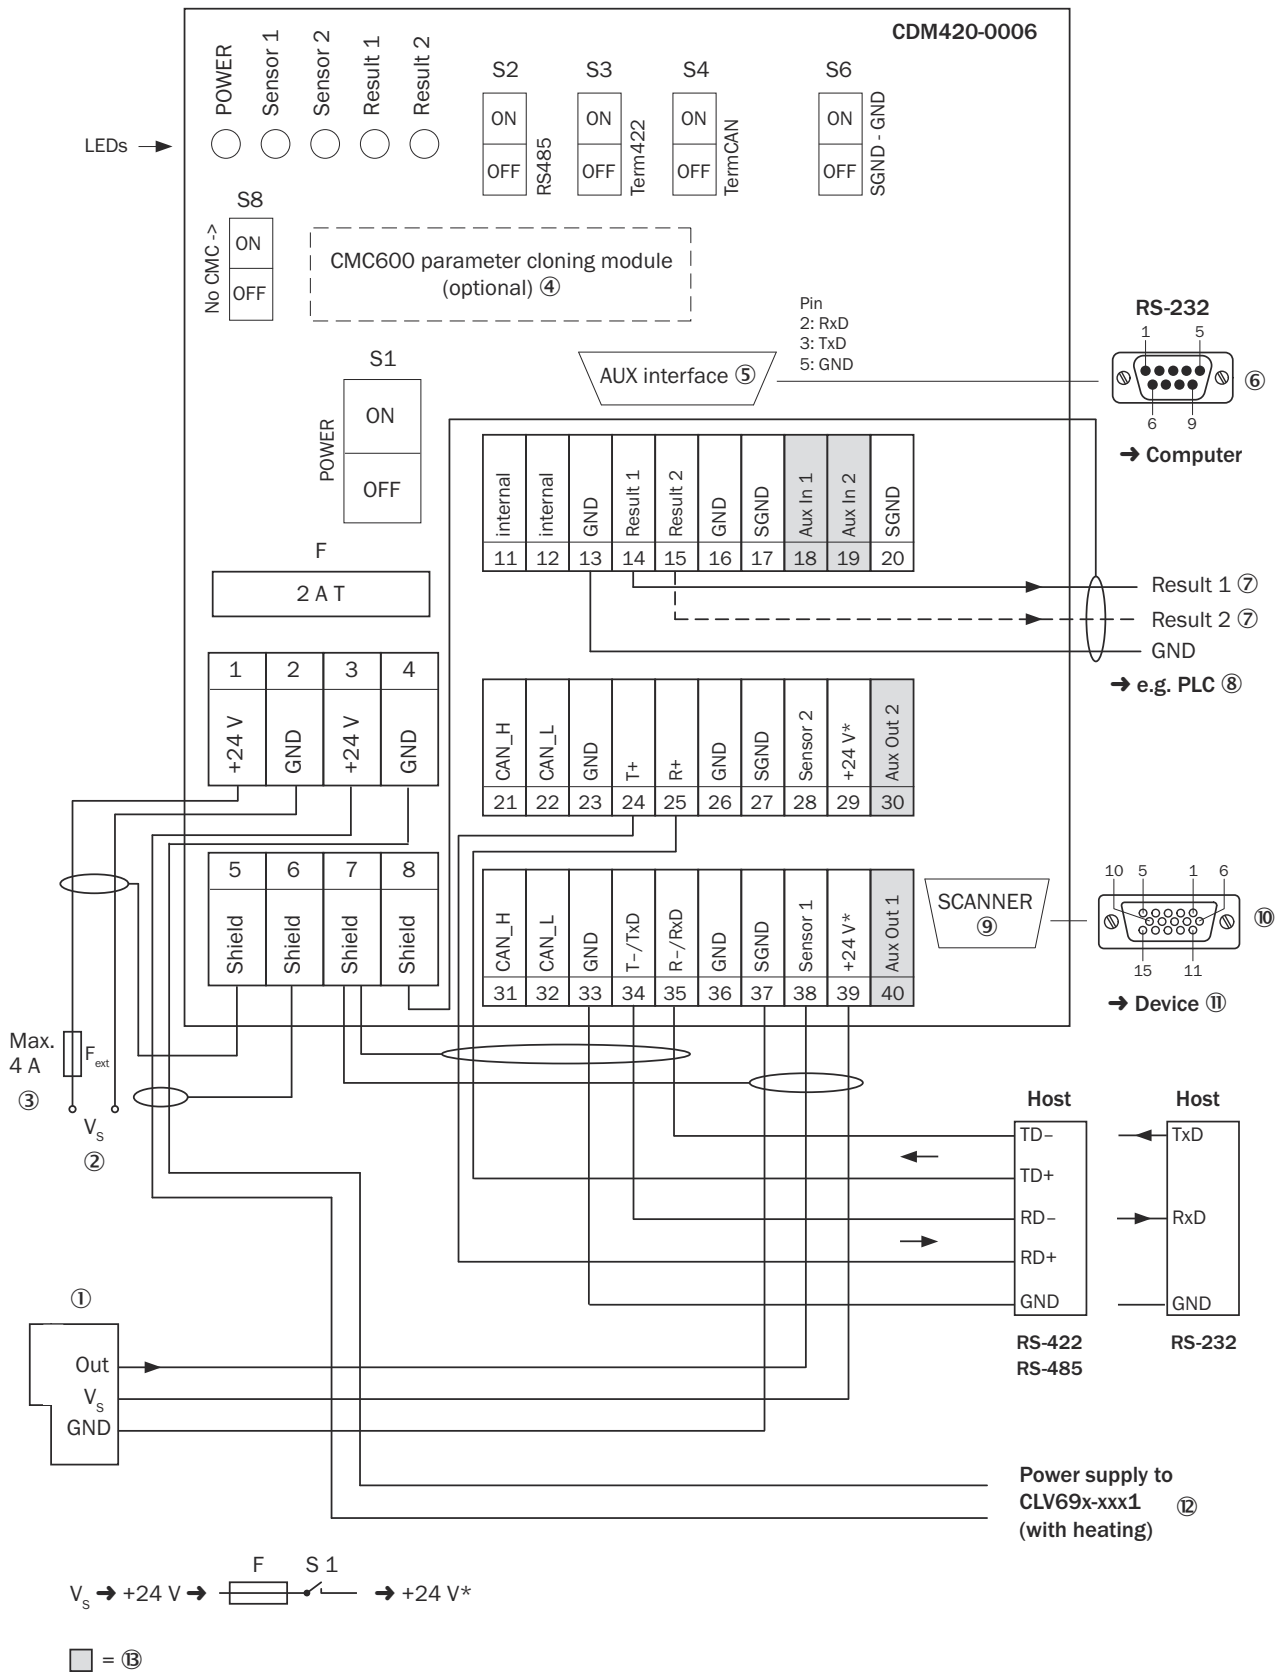 CDM420-0006
POWER
Sensor 1
Sensor 2
Result 1
Result 2
LEDs
S2
ON
OFF
RS485
S3
ON
OFF
Term422
S4
ON
OFF
TermCAN
S6
ON
OFF
SGND - GND
S8
No CMC ->
ON
OFF
CMC600 parameter cloning module
(optional) ④
Pin
2: RxD
3: TxD
5: GND
AUX interface ⑤
RS-232
1 5
6 9
⑥
➔ Computer
S1
POWER
ON
OFF
F
2 A T
internal
internal
GND
Result 1
Result 2
GND
SGND
Aux In 1
Aux In 2
SGND
11 12 13 14 15 16 17 18 19 20
Result 1 ⑦
Result 2 ⑦
GND
➔ e.g. PLC ⑧
1 2 3 4
+24 V
GND
+24 V
GND
CAN_H
CAN_L
GND
T+
R+
GND
SGND
Sensor 2
+24 V*
Aux Out 2
21 22 23 24 25 26 27 28 29 30
5 6 7 8
Shield
Shield
Shield
Shield
CAN_H
CAN_L
GND
T-/TxD
R-/RxD
GND
SGND
Sensor 1
+24 V*
Aux Out 1
31 32 33 34 35 36 37 38 39 40
SCANNER
⑨
10 5 1 6
15 11
⑩
➔ Device ⑪
Max.
4 A
③
Fext
VS
②
Host
TD-
TD+
RD-
RD+
GND
RS-422
RS-485
Host
TxD
RxD
GND
RS-232
①
Out
VS
GND
Power supply to
CLV69x-xxx1
(with heating)
⑫
F S 1
VS ➔ +24 V ➔ ➔ +24 V*
= ⑬